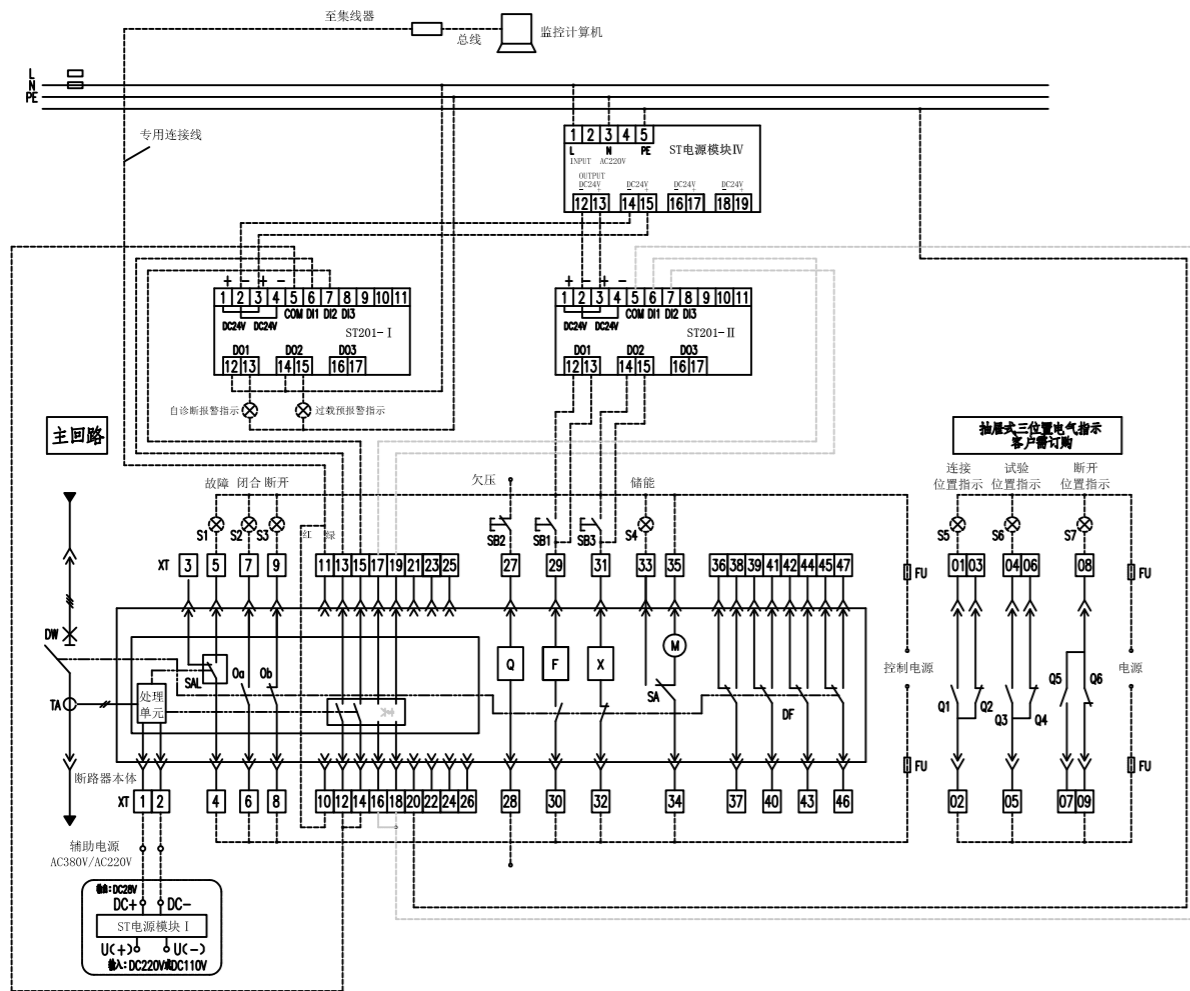 至集线器
总线
监控计算机
L
N
PE
专用连接线
1 2 3 4 5
L N PE
ST电源模块Ⅳ
INPUT AC220V
OUTPUT
DC24V DC24V DC24V DC24V
- + - + - + - +
12 13 14 15 16 17 18 19
+ - + -
1 2 3 4 5 6 7 8 9 10 11
COM DI1 DI2 DI3
DC24V DC24V
ST201-Ⅰ
DO1 DO2 DO3
12 13 14 15 16 17
+ - + -
1 2 3 4 5 6 7 8 9 10 11
COM DI1 DI2 DI3
DC24V DC24V
ST201-Ⅱ
DO1 DO2 DO3
12 13 14 15 16 17
自诊断报警指示
过载预报警指示
主回路
抽屉式三位置电气指示
客户需订购
故障 闭合 断开
欠压
储能
连接
位置指示
试验
位置指示
断开
位置指示
S1 S2 S3
红 绿
SB2 SB1 SB3 S4
S5 S6 S7
XT 3 5 7 9 11 13 15 17 19 21 23 25 27 29 31 33 35 36 38 39 41 42 44 45 47
01 03 04 06 08
FU FU
DW
SAL
Oa Ob
Q F X M
SA
DF
控制电源
电源
TA
处理
单元
Q1 Q2 Q3 Q4 Q5 Q6
FU FU
断路器本体
XT 1 2 4 6 8 10 12 14 16 18 20 22 24 26 28 30 32 34 37 40 43 46
02 05 07 09
辅助电源
AC380V/AC220V
输出:DC28V
DC+ DC-
ST电源模块Ⅰ
U(+) U(-)
输入:DC220V或DC110V